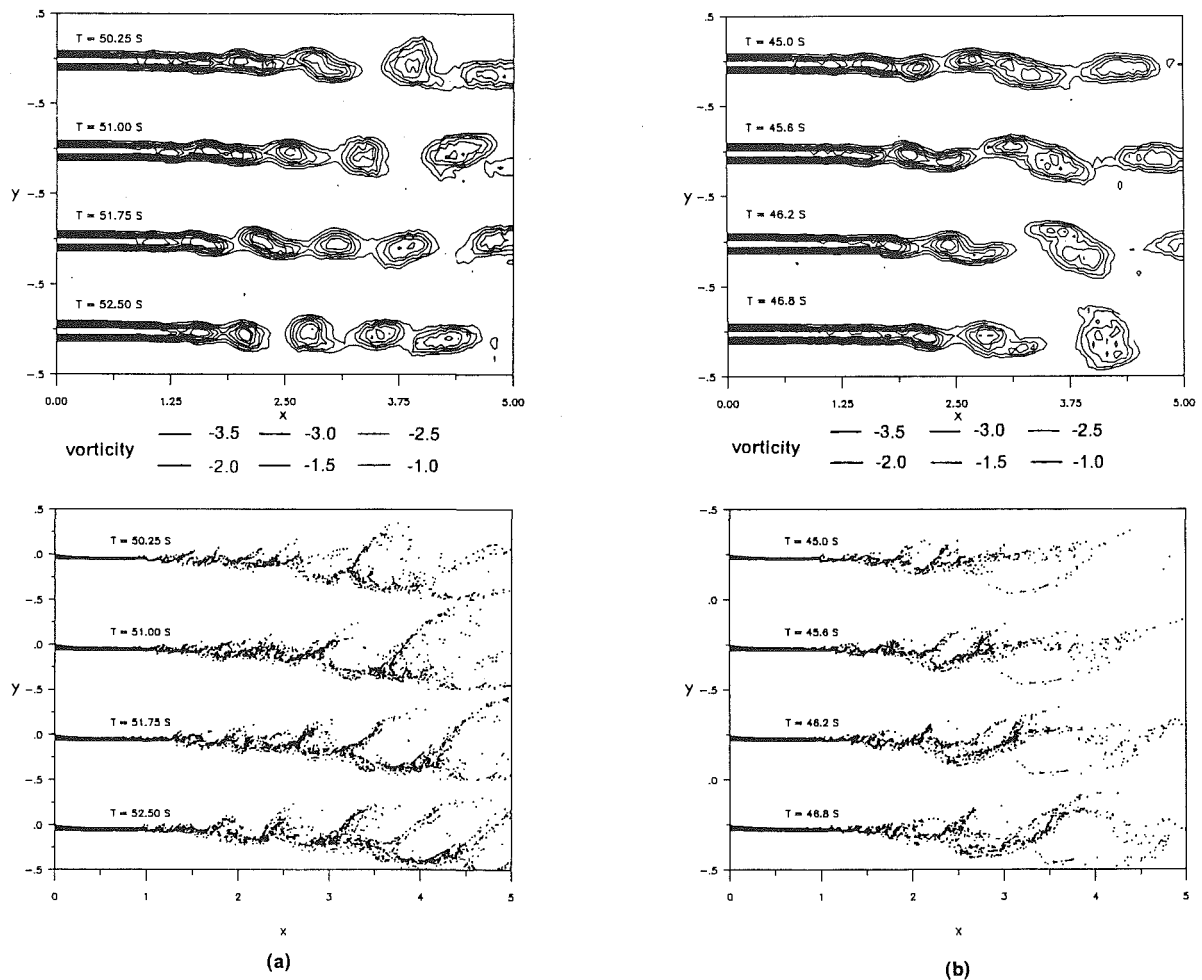 .5
T = 50.25 S
-.5
T = 51.00 S
y -.5
T = 51.75 S
-.5
T = 52.50 S
-.5
0.00 1.25 2.50 3.75 5.00
x
vorticity -3.5 -3.0 -2.5
-2.0 -1.5 -1.0
.5
T = 45.0 S
-.5
T = 45.6 S
y -.5
T = 46.2 S
-.5
T = 46.8 S
-.5
0.00 1.25 2.50 3.75 5.00
x
vorticity -3.5 -3.0 -2.5
-2.0 -1.5 -1.0
.5
T = 50.25 S
.0
-.5
T = 51.00 S
.0
y -.5
T = 51.75 S
.0
-.5
T = 52.50 S
.0
-.5
0 1 2 3 4 5
x
(a)
-.5
T = 45.0 S
.0
T = 45.6 S
y -.5
T = 46.2 S
.0
T = 46.8 S
-.5
0 1 2 3 4 5
x
(b)